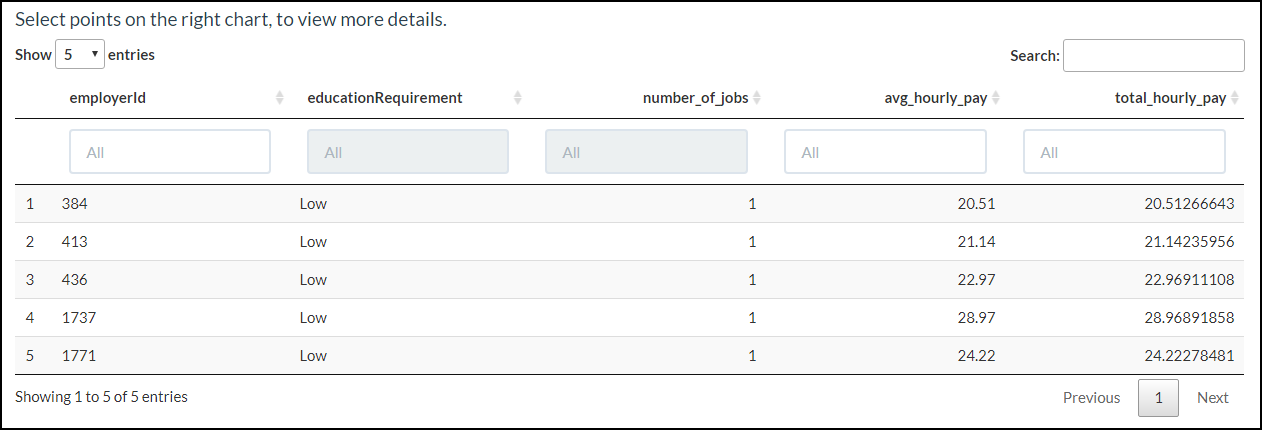 Select points on the right chart, to view more details.
Show 5 entries Search:
employerId educationRequirement number_of_jobs avg_hourly_pay total_hourly_pay
All All All All All
1 384 Low 1 20.51 20.51266643
2 413 Low 1 21.14 21.14235956
3 436 Low 1 22.97 22.96911108
4 1737 Low 1 28.97 28.96891858
5 1771 Low 1 24.22 24.22278481
Showing 1 to 5 of 5 entries Previous 1 Next